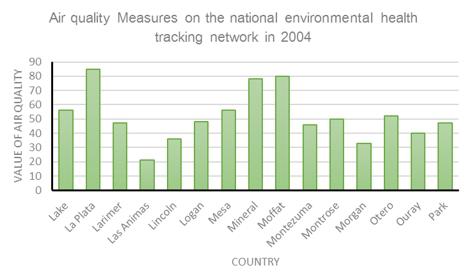 Air quality Measures on the national environmental health
tracking network in 2004
VALUE OF AIR QUALITY
90
80
70
60
50
40
30
20
10
0
Lake
La Plata
Larimer
Las Animas
Lincoln
Logan
Mesa
Mineral
Moffat
Montezuma
Montrose
Morgan
Otero
Ouray
Park
COUNTRY